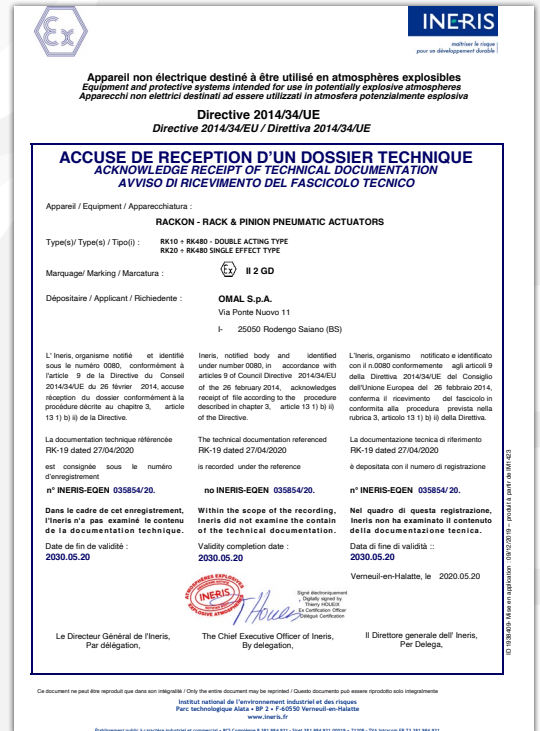 Ex
INERIS
maîtriser le risque
pour un développement durable
Appareil non électrique destiné à être utilisé en atmosphères explosibles
Equipment and protective systems intended for use in potentially explosive atmospheres
Apparecchi non elettrici destinati ad essere utilizzati in atmosfera potenzialmente esplosiva
Directive 2014/34/UE
Directive 2014/34/EU / Direttiva 2014/34/UE
ACCUSE DE RECEPTION D'UN DOSSIER TECHNIQUE
ACKNOWLEDGE RECEIPT OF TECHNICAL DOCUMENTATION
AVVISO DI RICEVIMENTO DEL FASCICOLO TECNICO
Appareil / Equipment / Apparecchiatura :
RACKON - RACK & PINION PNEUMATIC ACTUATORS
Type(s)/ Type(s) / Tipo(i) : RK10 ÷ RK480 - DOUBLE ACTING TYPE
RK20 ÷ RK480 SINGLE EFFECT TYPE
Marquage/ Marking / Marcatura : Ex II 2 GD
Dépositaire / Applicant / Richiedente : OMAL S.p.A.
Via Ponte Nuovo 11
I- 25050 Rodengo Saiano (BS)
L' Ineris, organisme notifié et identifié
sous le numéro 0080, conformément à
l'article 9 de la Directive du Conseil
2014/34/UE du 26 février 2014, accuse
réception du dossier conformément à la
procédure décrite au chapitre 3, article
13 1) b) ii) de la Directive.
La documentation technique référencée
RK-19 dated 27/04/2020
est consignée sous le numéro
d'enregistrement
n° INERIS-EQEN 035854/20.
Dans le cadre de cet enregistrement,
l'Ineris n'a pas examiné le contenu
de la documentation technique.
Date de fin de validité :
2030.05.20
Ineris, notified body and identified
under number 0080, in accordance with
articles 9 of Council Directive 2014/34/EU
of the 26 february 2014, acknowledges
receipt of file according to the procedure
described in chapter 3, article 13 1) b) ii)
of the Directive.
The technical documentation referenced
RK-19 dated 27/04/2020
is recorded under the reference
no INERIS-EQEN 035854/20.
Within the scope of the recording,
Ineris did not examine the contain
of the technical documentation.
Validity completion date :
2030.05.20
L'Ineris, organismo notificato e identificato
con il n.0080 conformemente agli articoli 9
della Direttiva 2014/34/UE del Consiglio
dell'Unione Europea del 26 febbraio 2014,
conferma il ricevimento del fascicolo in
conformita alla procedura prevista nella
rubrica 3, articolo 13 1) b) ii) della Direttiva.
La documentazione tecnica di riferimento
RK-19 dated 27/04/2020
è depositata con il numero di registrazione
n° INERIS-EQEN 035854/20.
Nel quadro di questa registrazione,
Ineris non ha examinato il contenuto
della documentazione tecnica.
Data di fine di validità ::
2030.05.20
Verneuil-en-Halatte, le 2020.05.20
ATMOSPHERES EXPLOSIVES
INERIS
EXPLOSIVE ATMOSPHERES
Signé électroniquement
Digitally signed by
Thierry HOUEIX
Ex Certification Officer
Délégué Certification
Le Directeur Général de l'Ineris,
Par délégation,
The Chief Executive Officer of Ineris,
By delegation,
Il Direttore generale dell' Ineris,
Per Delega,
ID 1938409- Mise en application : 09/12/2019 – produit à partir de IM1423
Ce document ne peut être reproduit que dans son intégralité / Only the entire document may be reprinted / Questo documento può essere riprodotto solo integralmente
Institut national de l'environnement industriel et des risques
Parc technologique Alata • BP 2 • F-60550 Verneuil-en-Halatte
www.ineris.fr